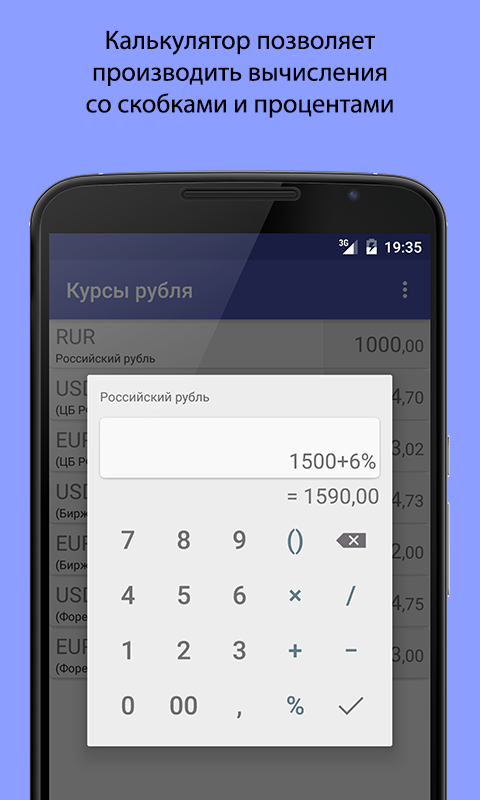 Калькулятор позволяет
производить вычисления
со скобками и процентами
3G 19:35
Курсы рубля
RUR 1000,00
Российский рубль
Российский рубль
USD 4,70
(ЦБ РФ
1500+6%
EUR 3,02
(ЦБ РФ
= 1590,00
USD 4,73
(Бирж
7 8 9 ()
EUR 2,00
(Бирж
4 5 6 × /
USD 4,75
(Форе
1 2 3 + −
EUR 3,00
(Форе
0 00 , %